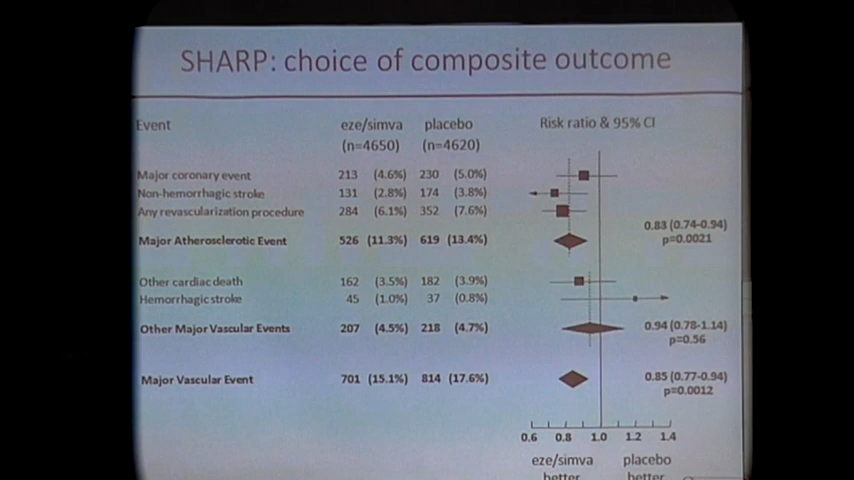 SHARP: choice of composite outcome
Event eze/simva placebo Risk ratio & 95% CI
(n=4650) (n=4620)
Major coronary event 213 (4.6%) 230 (5.0%)
Non-hemorrhagic stroke 131 (2.8%) 174 (3.8%)
Any revascularization procedure 284 (6.1%) 352 (7.6%)
Major Atherosclerotic Event 526 (11.3%) 619 (13.4%) 0.83 (0.74-0.94)
p=0.0021
Other cardiac death 162 (3.5%) 182 (3.9%)
Hemorrhagic stroke 45 (1.0%) 37 (0.8%)
Other Major Vascular Events 207 (4.5%) 218 (4.7%) 0.94 (0.78-1.14)
p=0.56
Major Vascular Event 701 (15.1%) 814 (17.6%) 0.85 (0.77-0.94)
p=0.0012
0.6 0.8 1.0 1.2 1.4
eze/simva placebo
better better